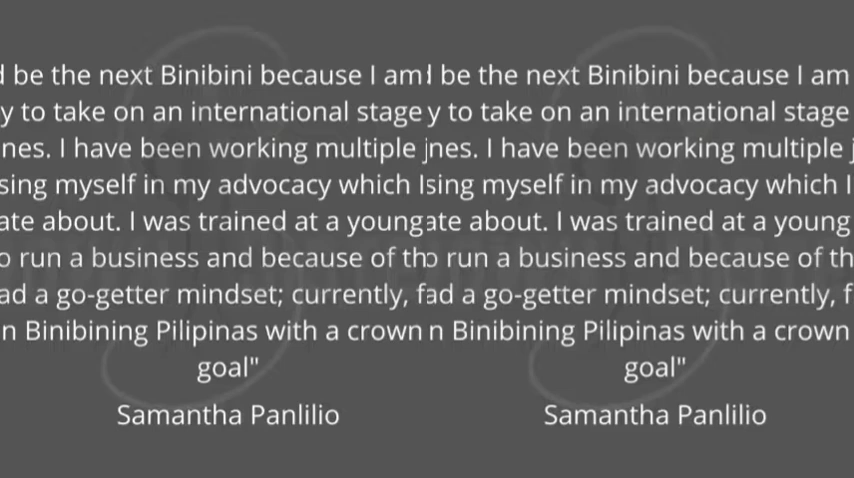 be the next Binibini because I am
y to take on an international stage
nes. I have been working multiple j
sing myself in my advocacy which I
ate about. I was trained at a young
o run a business and because of th
ad a go-getter mindset; currently, f
n Binibining Pilipinas with a crown
goal"
Samantha Panlilio
be the next Binibini because I am
y to take on an international stage
nes. I have been working multiple j
sing myself in my advocacy which I
ate about. I was trained at a young
o run a business and because of th
ad a go-getter mindset; currently, f
n Binibining Pilipinas with a crown
goal"
Samantha Panlilio